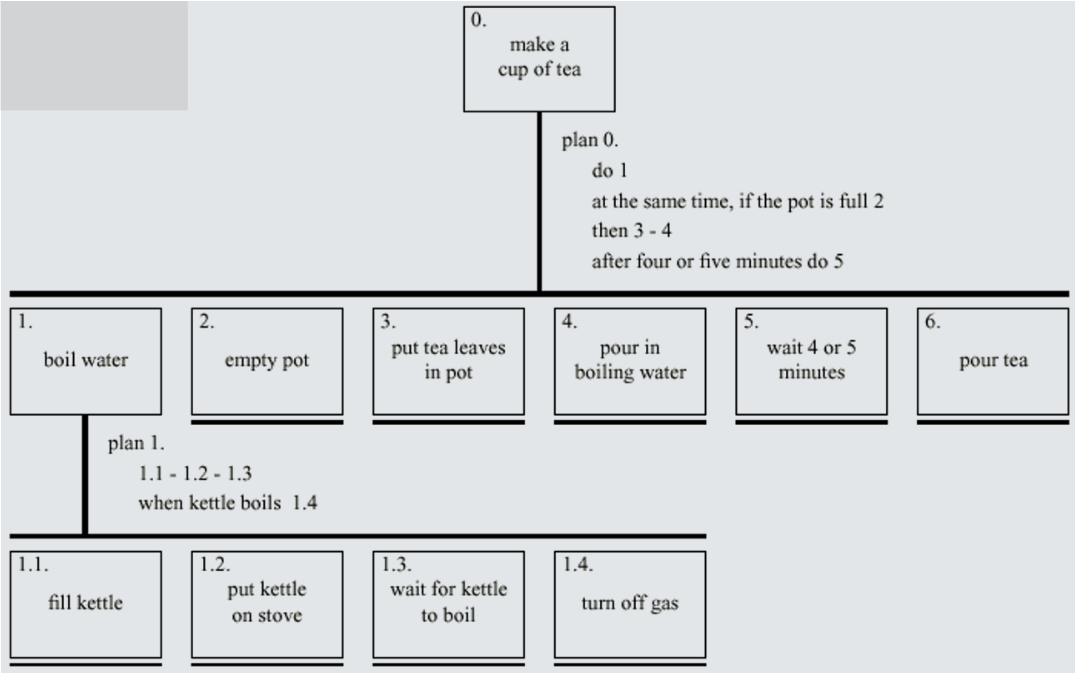 0.
make a
cup of tea
plan 0.
do 1
at the same time, if the pot is full 2
then 3 - 4
after four or five minutes do 5
1.
boil water
2.
empty pot
3.
put tea leaves
in pot
4.
pour in
boiling water
5.
wait 4 or 5
minutes
6.
pour tea
plan 1.
1.1 - 1.2 - 1.3
when kettle boils 1.4
1.1.
fill kettle
1.2.
put kettle
on stove
1.3.
wait for kettle
to boil
1.4.
turn off gas